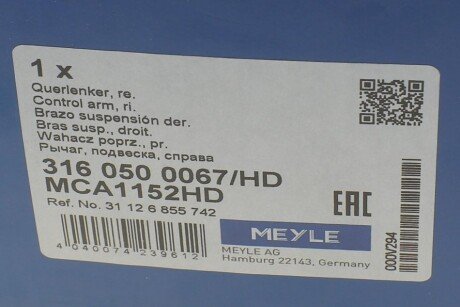 1 x
Querlenker, re.
Control arm, ri.
Brazo suspensión der.
Bras susp., droit.
Wahacz poprz., pr.
Рычаг, подвеска, справа
316 050 0067/HD
MCA1152HD
Ref. No. 31 12 6 855 742
EAC
MEYLE
4 040074 239612
MEYLE AG
Hamburg 22143, Germany
000V294